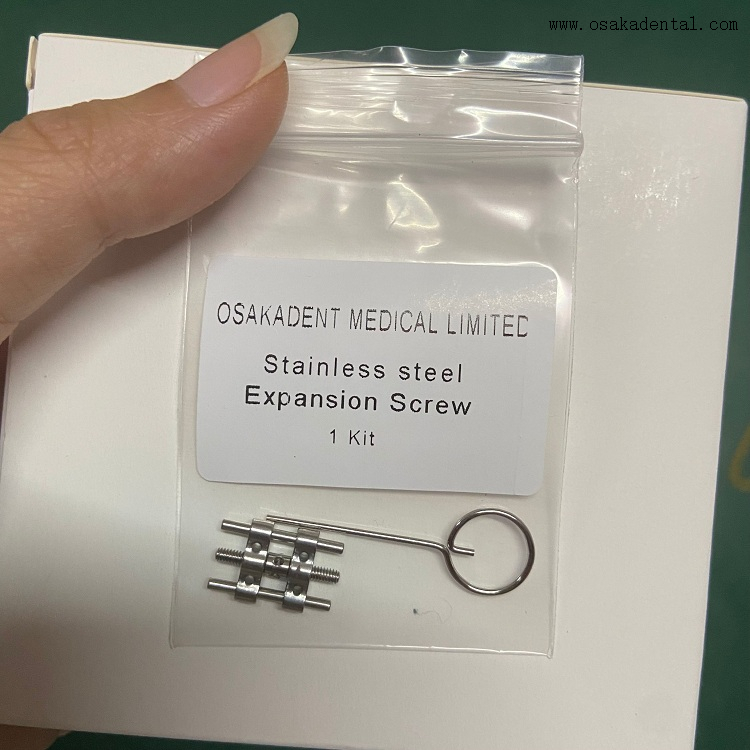 www.osakadental.com
OSAKADENT MEDICAL LIMITED
Stainless steel
Expansion Screw
1 Kit